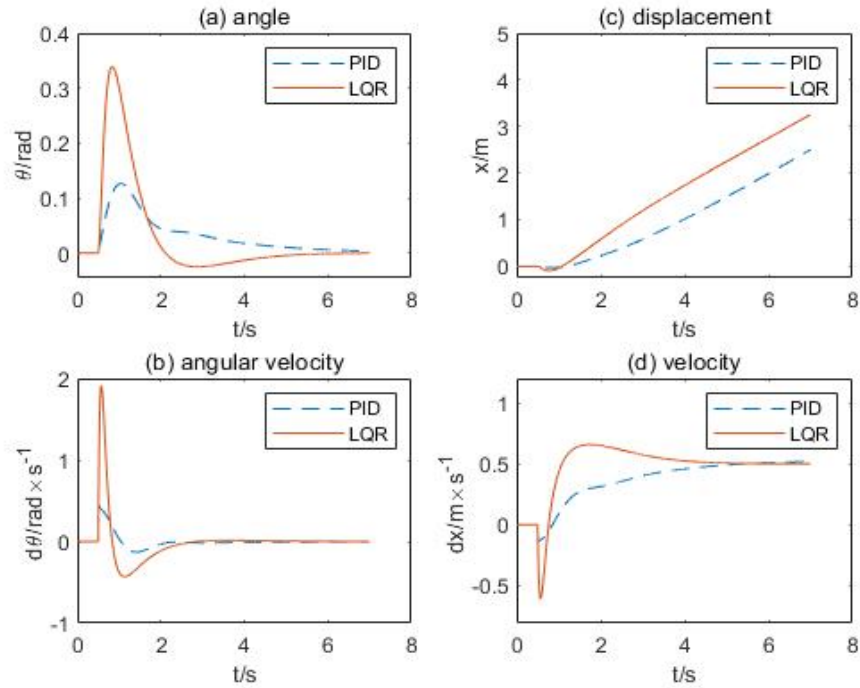 (a) angle
0.4
0.3
0.2
0.1
0
θ/rad
PID
LQR
0 2 4 6 8
t/s
(c) displacement
5
4
3
2
1
0
x/m
PID
LQR
0 2 4 6 8
t/s
(b) angular velocity
2
1
0
-1
dθ/rad×s⁻¹
PID
LQR
0 2 4 6 8
t/s
(d) velocity
1
0.5
0
-0.5
dx/m×s⁻¹
PID
LQR
0 2 4 6 8
t/s